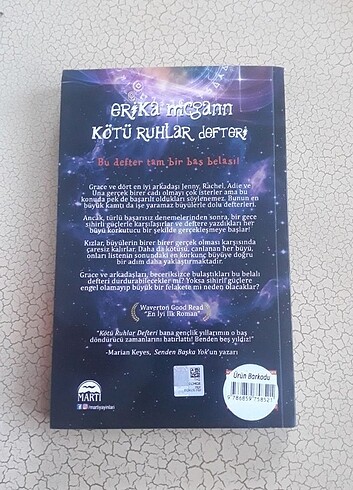 erika mcgann
KÖTÜ RUHLAR defteri
Bu defter tam bir baş belası!
Grace ve dört en iyi arkadaşı Jenny, Rachel, Adie ve
Una gerçek birer cadı olmayı çok isterler ama bu
konuda pek de başarılı oldukları söylenemez. Bunun en
büyük kanıtı da işe yaramaz büyülerle dolu defterleri.
Ancak, türlü başarısız denemelerinden sonra, bir gece
sihirli güçlerle karşılaşırlar ve deftere yazdıkları her
büyü korkutucu bir şekilde gerçekleşmeye başlar!
Kızlar, büyülerin birer birer gerçek olması karşısında
çaresiz kalırlar. Daha da kötüsü, canlanan her büyü,
onları listenin sonundaki en korkunç büyüye doğru
bir adım daha yaklaştırmaktadır.
Grace ve arkadaşları, beceriksizce bulaştıkları bu belalı
defteri durdurabilecekler mi? Yoksa sihirli güçlere
engel olamayıp büyük bir felakete mi neden olacaklar?
Waverton Good Read
"En İyi İlk Roman"
"Kötü Ruhlar Defteri bana gençlik yıllarımın o baş
döndürücü zamanlarını hatırlattı! Benden beş yıldız!"
-Marian Keyes, Senden Başka Yok'un yazarı
MARTI
/martiyayinlari
Ürün Barkodu
9 786859 758521